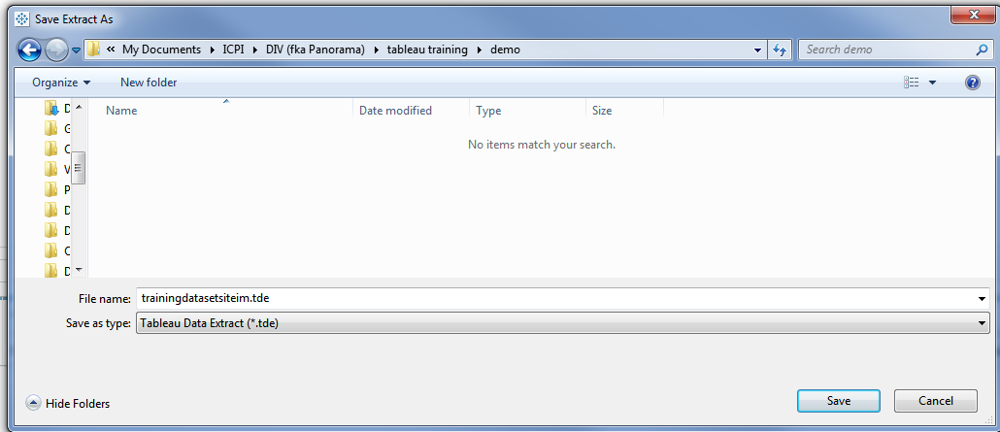 Save Extract As
« My Documents ▸ ICPI ▸ DIV (fka Panorama) ▸ tableau training ▸ demo
Search demo
Organize ▾ New folder
Name Date modified Type Size
No items match your search.
D
G
C
V
P
D
D
C
D
File name: trainingdatasetsiteim.tde
Save as type: Tableau Data Extract (*.tde)
Hide Folders Save Cancel